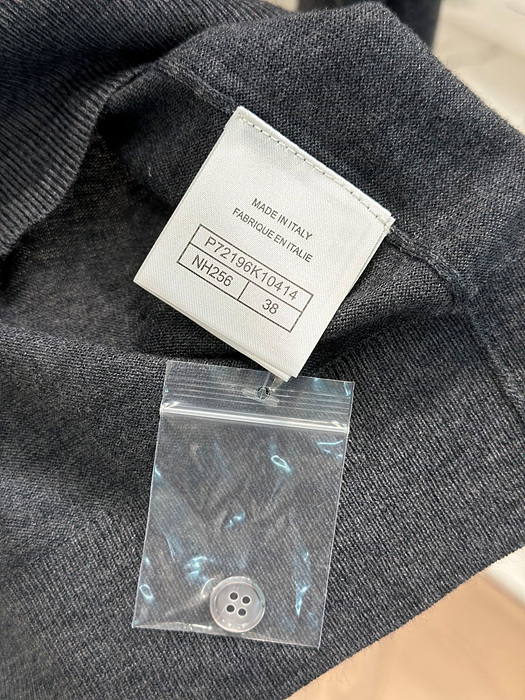 MADE IN ITALY
FABRIQUE EN ITALIE
P72196K10414
NH256 38